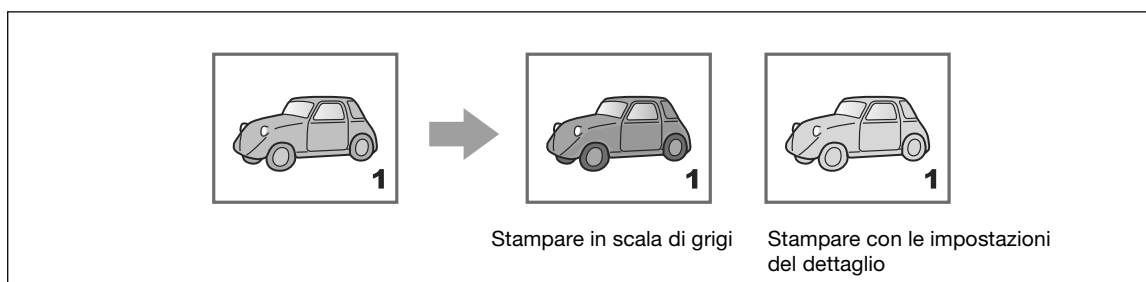 1
1
1
Stampare in scala di grigi
Stampare con le impostazioni
del dettaglio